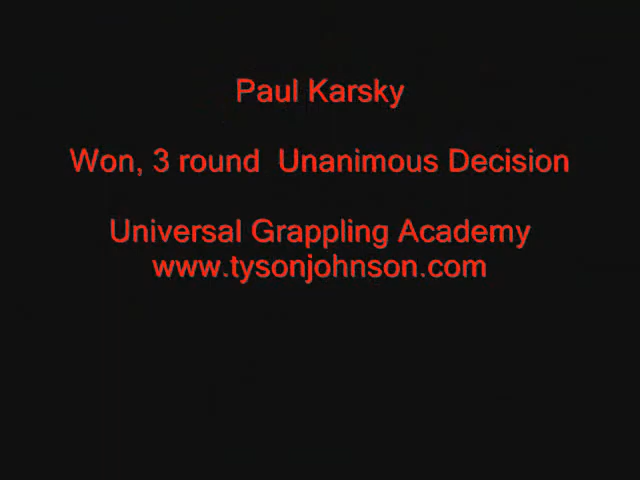 Paul Karsky
Won, 3 round  Unanimous Decision
Universal Grappling Academy
www.tysonjohnson.com